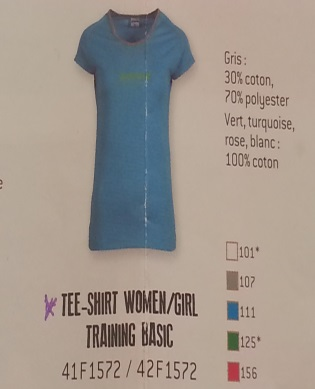 Gris :
30% coton,
70% polyester
Vert, turquoise,
rose, blanc :
100% coton
101*
107
111
125*
156
TEE-SHIRT WOMEN/GIRL
TRAINING BASIC
41F1572 / 42F1572